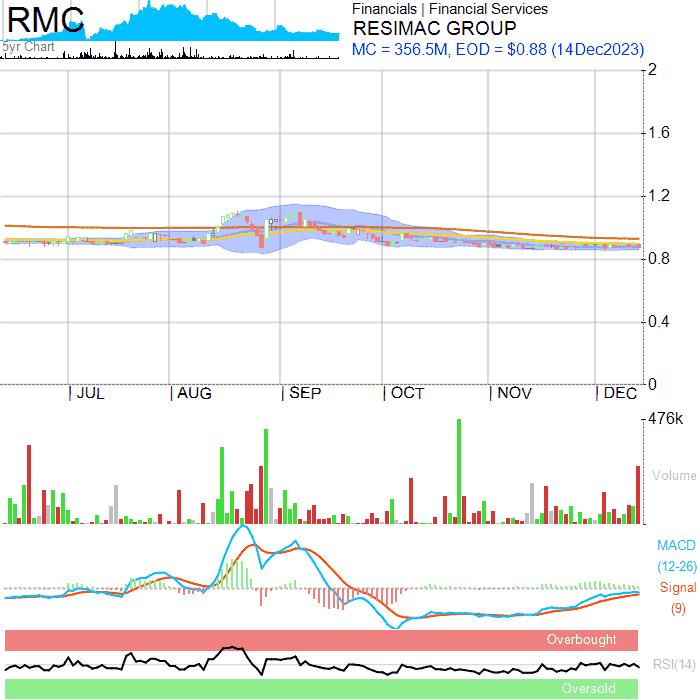 RMC
5yr Chart
Financials | Financial Services
RESIMAC GROUP
MC = 356.5M, EOD = $0.88 (14Dec2023)
2
1.6
1.2
0.8
0.4
0
| JUL | AUG | SEP | OCT | NOV | DEC
476k
Volume
MACD
(12-26)
Signal
(9)
Overbought
RSI(14)
Oversold